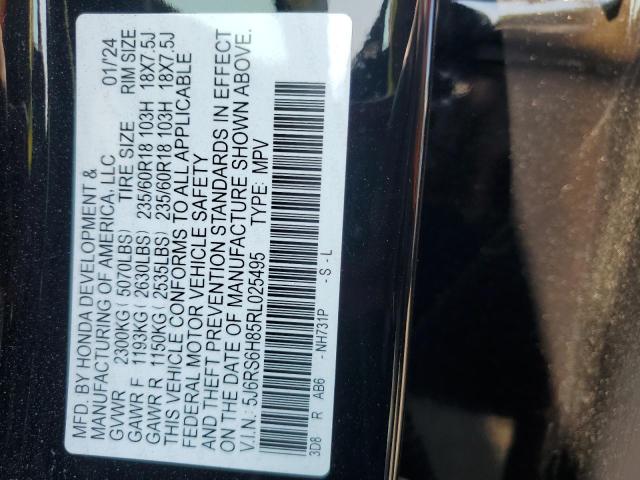 MFD. BY HONDA DEVELOPMENT &
MANUFACTURING OF AMERICA, LLC 01/'24
GVWR 2300KG ( 5070LBS) TIRE SIZE RIM SIZE
GAWR F 1193KG ( 2630LBS) 235/60R18 103H 18X7.5J
GAWR R 1150KG ( 2535LBS) 235/60R18 103H 18X7.5J
THIS VEHICLE CONFORMS TO ALL APPLICABLE
FEDERAL MOTOR VEHICLE SAFETY
AND THEFT PREVENTION STANDARDS IN EFFECT
ON THE DATE OF MANUFACTURE SHOWN ABOVE.
V.I.N.: 5J6RS6H85RL025495 TYPE: MPV
3D8 R AB6 -NH731P - S - L